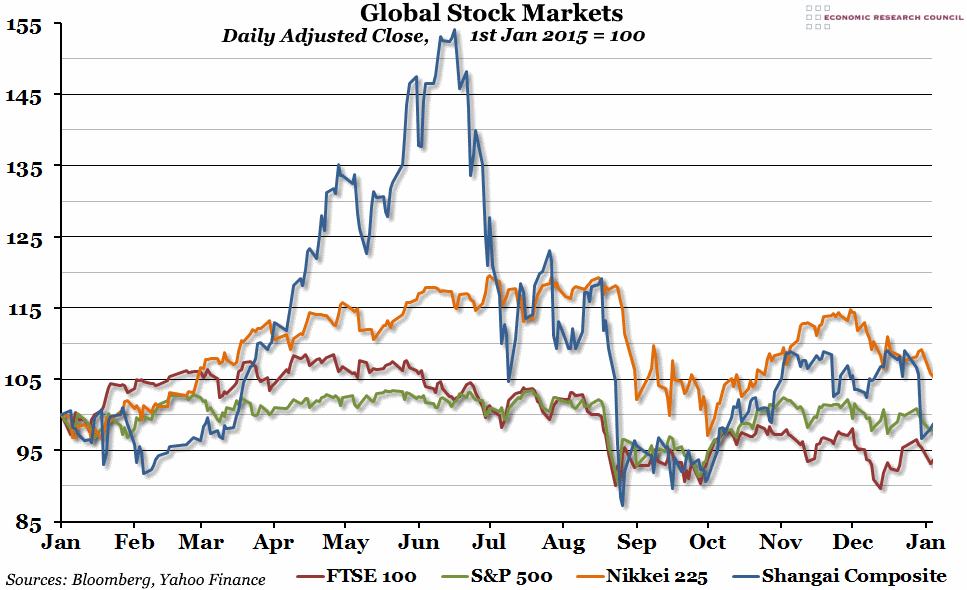 Global Stock Markets
ECONOMIC RESEARCH COUNCIL
Daily Adjusted Close, 1st Jan 2015 = 100
155
145
135
125
115
105
95
85
Jan Feb Mar Apr May Jun Jul Aug Sep Oct Nov Dec Jan
Sources: Bloomberg, Yahoo Finance
FTSE 100 S&P 500 Nikkei 225 Shangai Composite